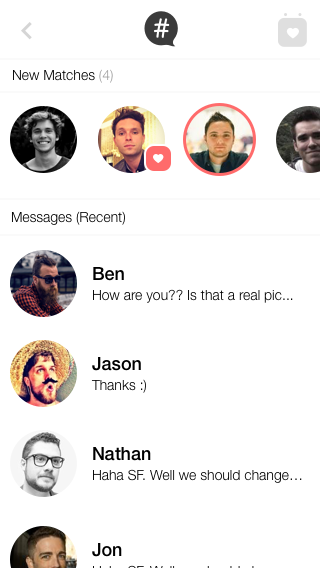 #
New Matches (4)
Messages (Recent)
Ben
How are you?? Is that a real pic...
Jason
Thanks :)
Nathan
Haha SF. Well we should change...
Jon